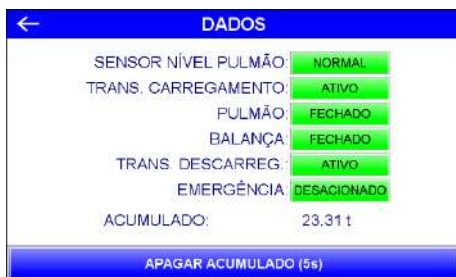 DADOS
SENSOR NÍVEL PULMÃO: NORMAL
TRANS. CARREGAMENTO: ATIVO
PULMÃO: FECHADO
BALANÇA: FECHADO
TRANS. DESCARREG.: ATIVO
EMERGÊNCIA: DESACIONADO
ACUMULADO: 23.31 t
APAGAR ACUMULADO (5s)